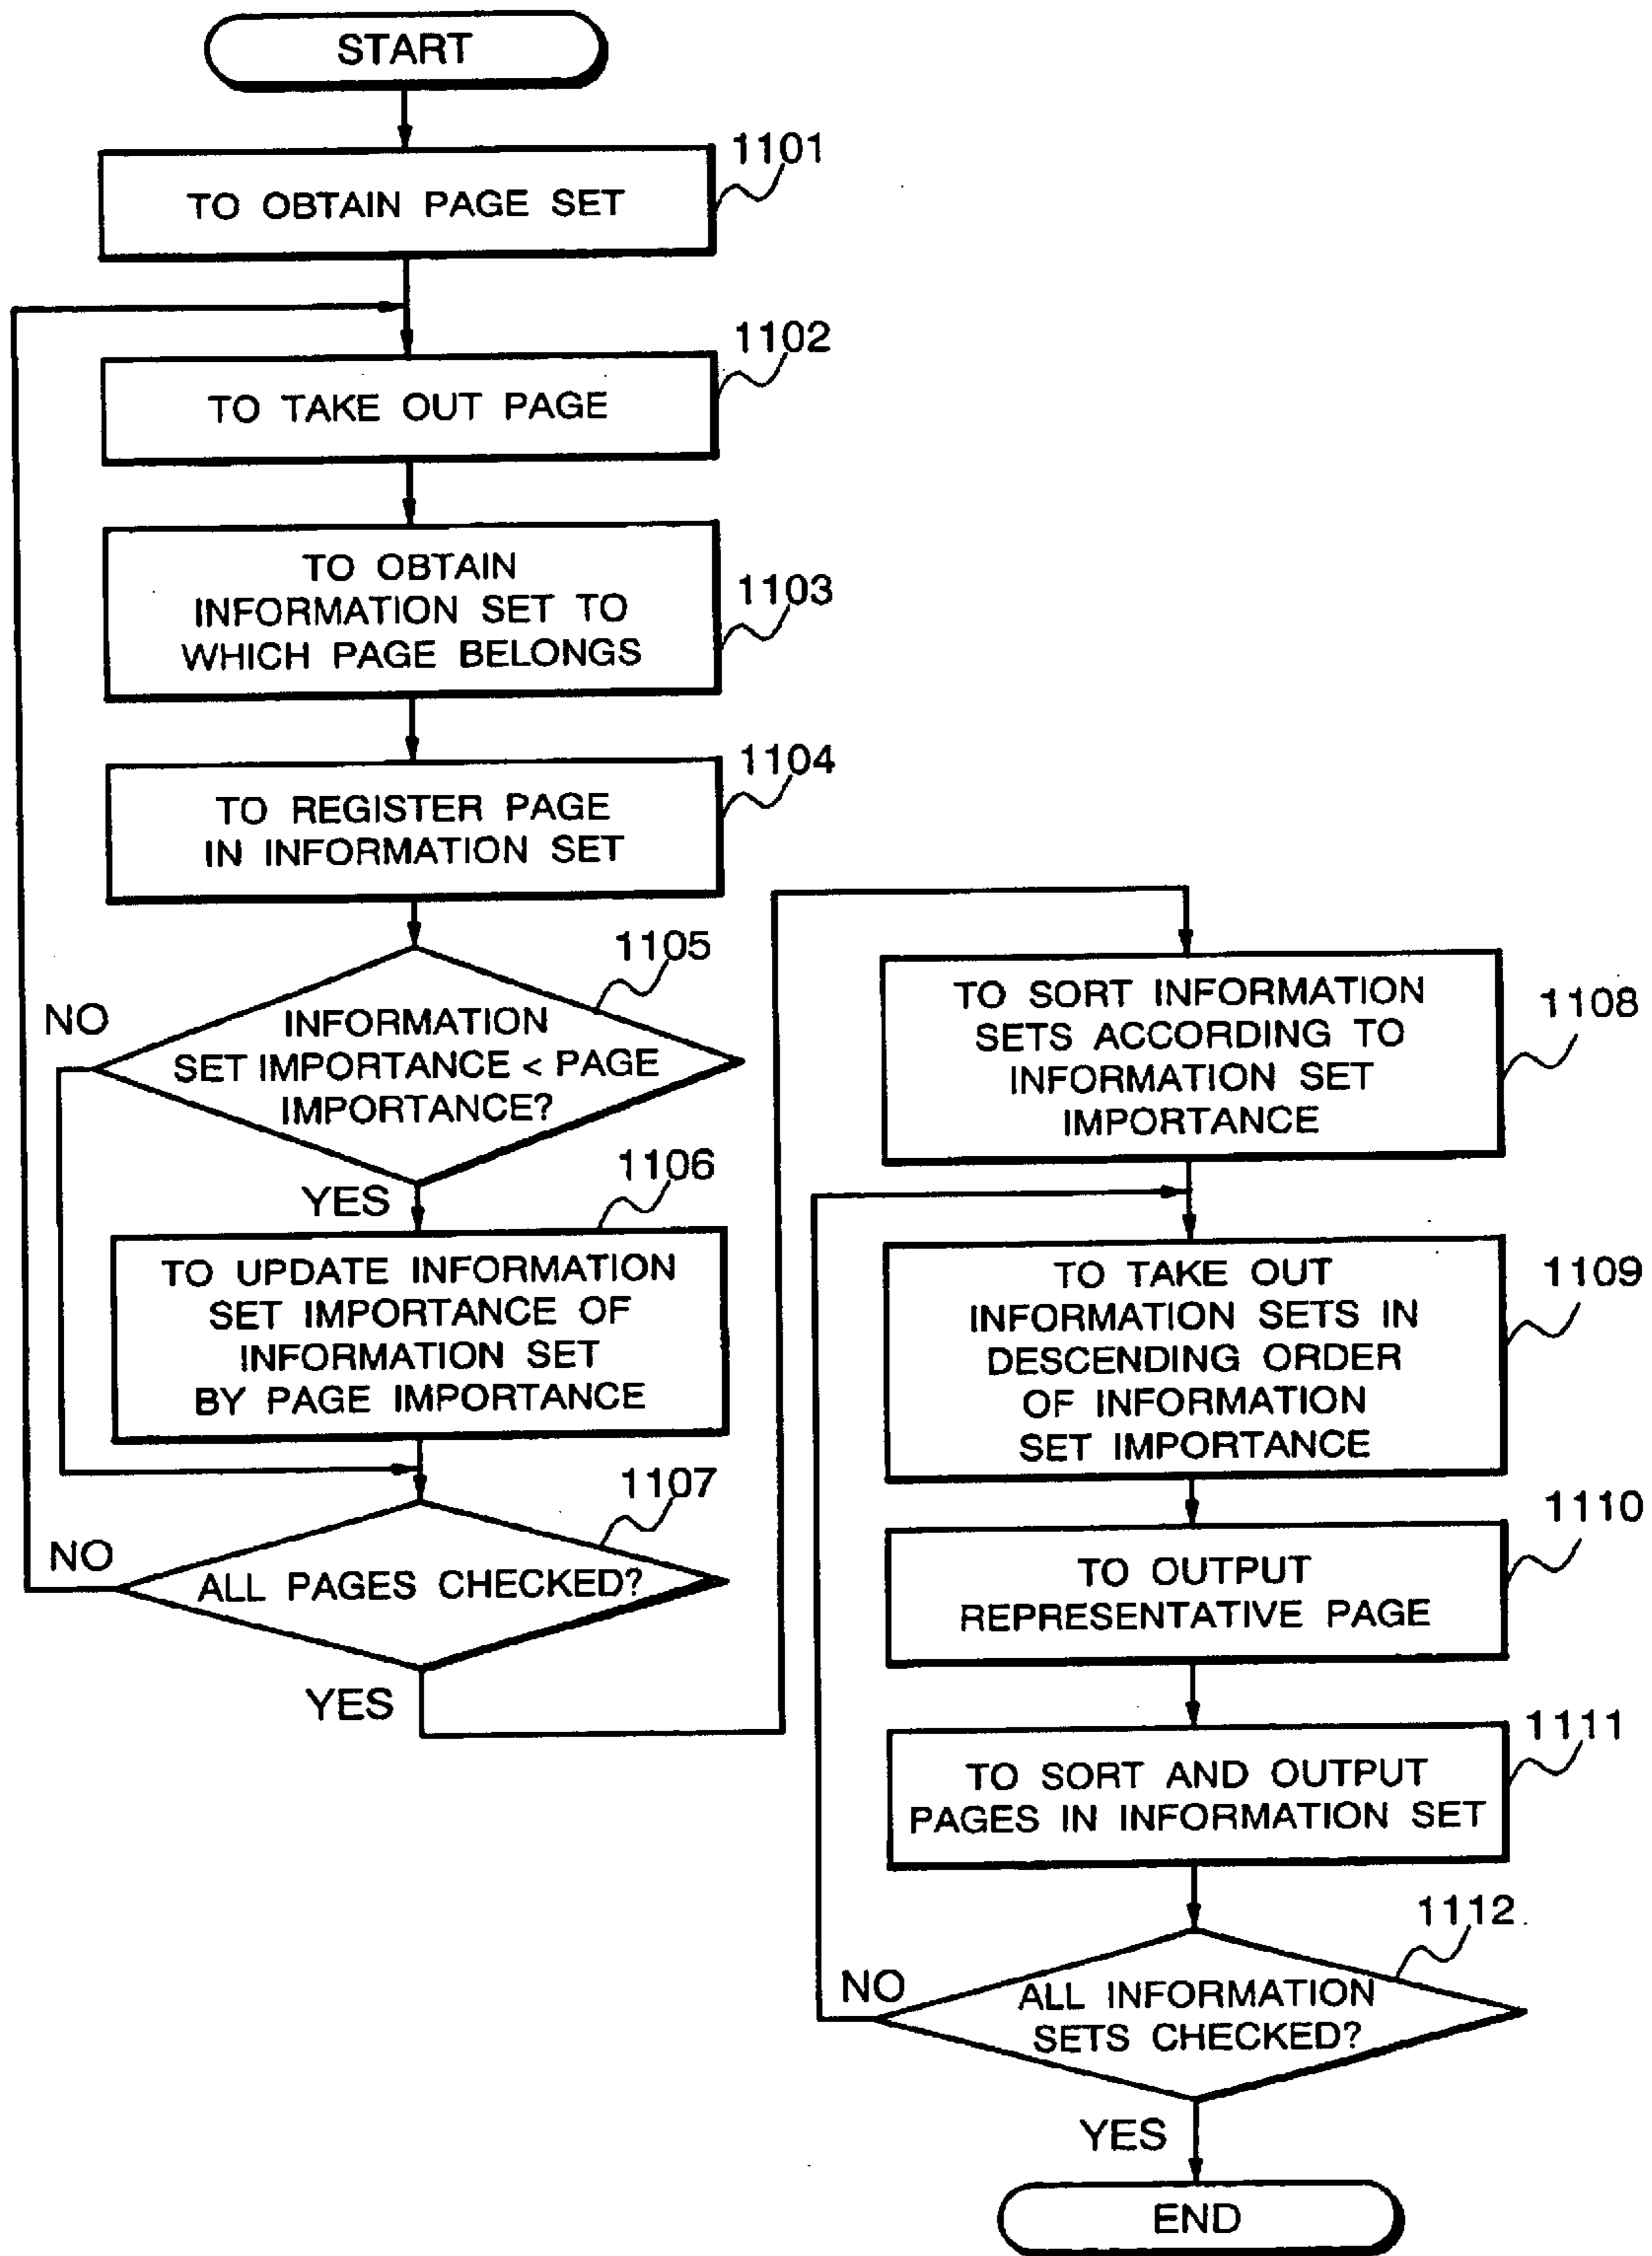 START
1101
TO OBTAIN PAGE SET
1102
TO TAKE OUT PAGE
1103
TO OBTAIN
INFORMATION SET TO
WHICH PAGE BELONGS
1104
TO REGISTER PAGE
IN INFORMATION SET
1105
NO
INFORMATION
SET IMPORTANCE < PAGE
IMPORTANCE?
YES
1106
TO UPDATE INFORMATION
SET IMPORTANCE OF
INFORMATION SET
BY PAGE IMPORTANCE
1107
NO
ALL PAGES CHECKED?
YES
1108
TO SORT INFORMATION
SETS ACCORDING TO
INFORMATION SET
IMPORTANCE
1109
TO TAKE OUT
INFORMATION SETS IN
DESCENDING ORDER
OF INFORMATION
SET IMPORTANCE
1110
TO OUTPUT
REPRESENTATIVE PAGE
1111
TO SORT AND OUTPUT
PAGES IN INFORMATION SET
1112
NO
ALL INFORMATION
SETS CHECKED?
YES
END